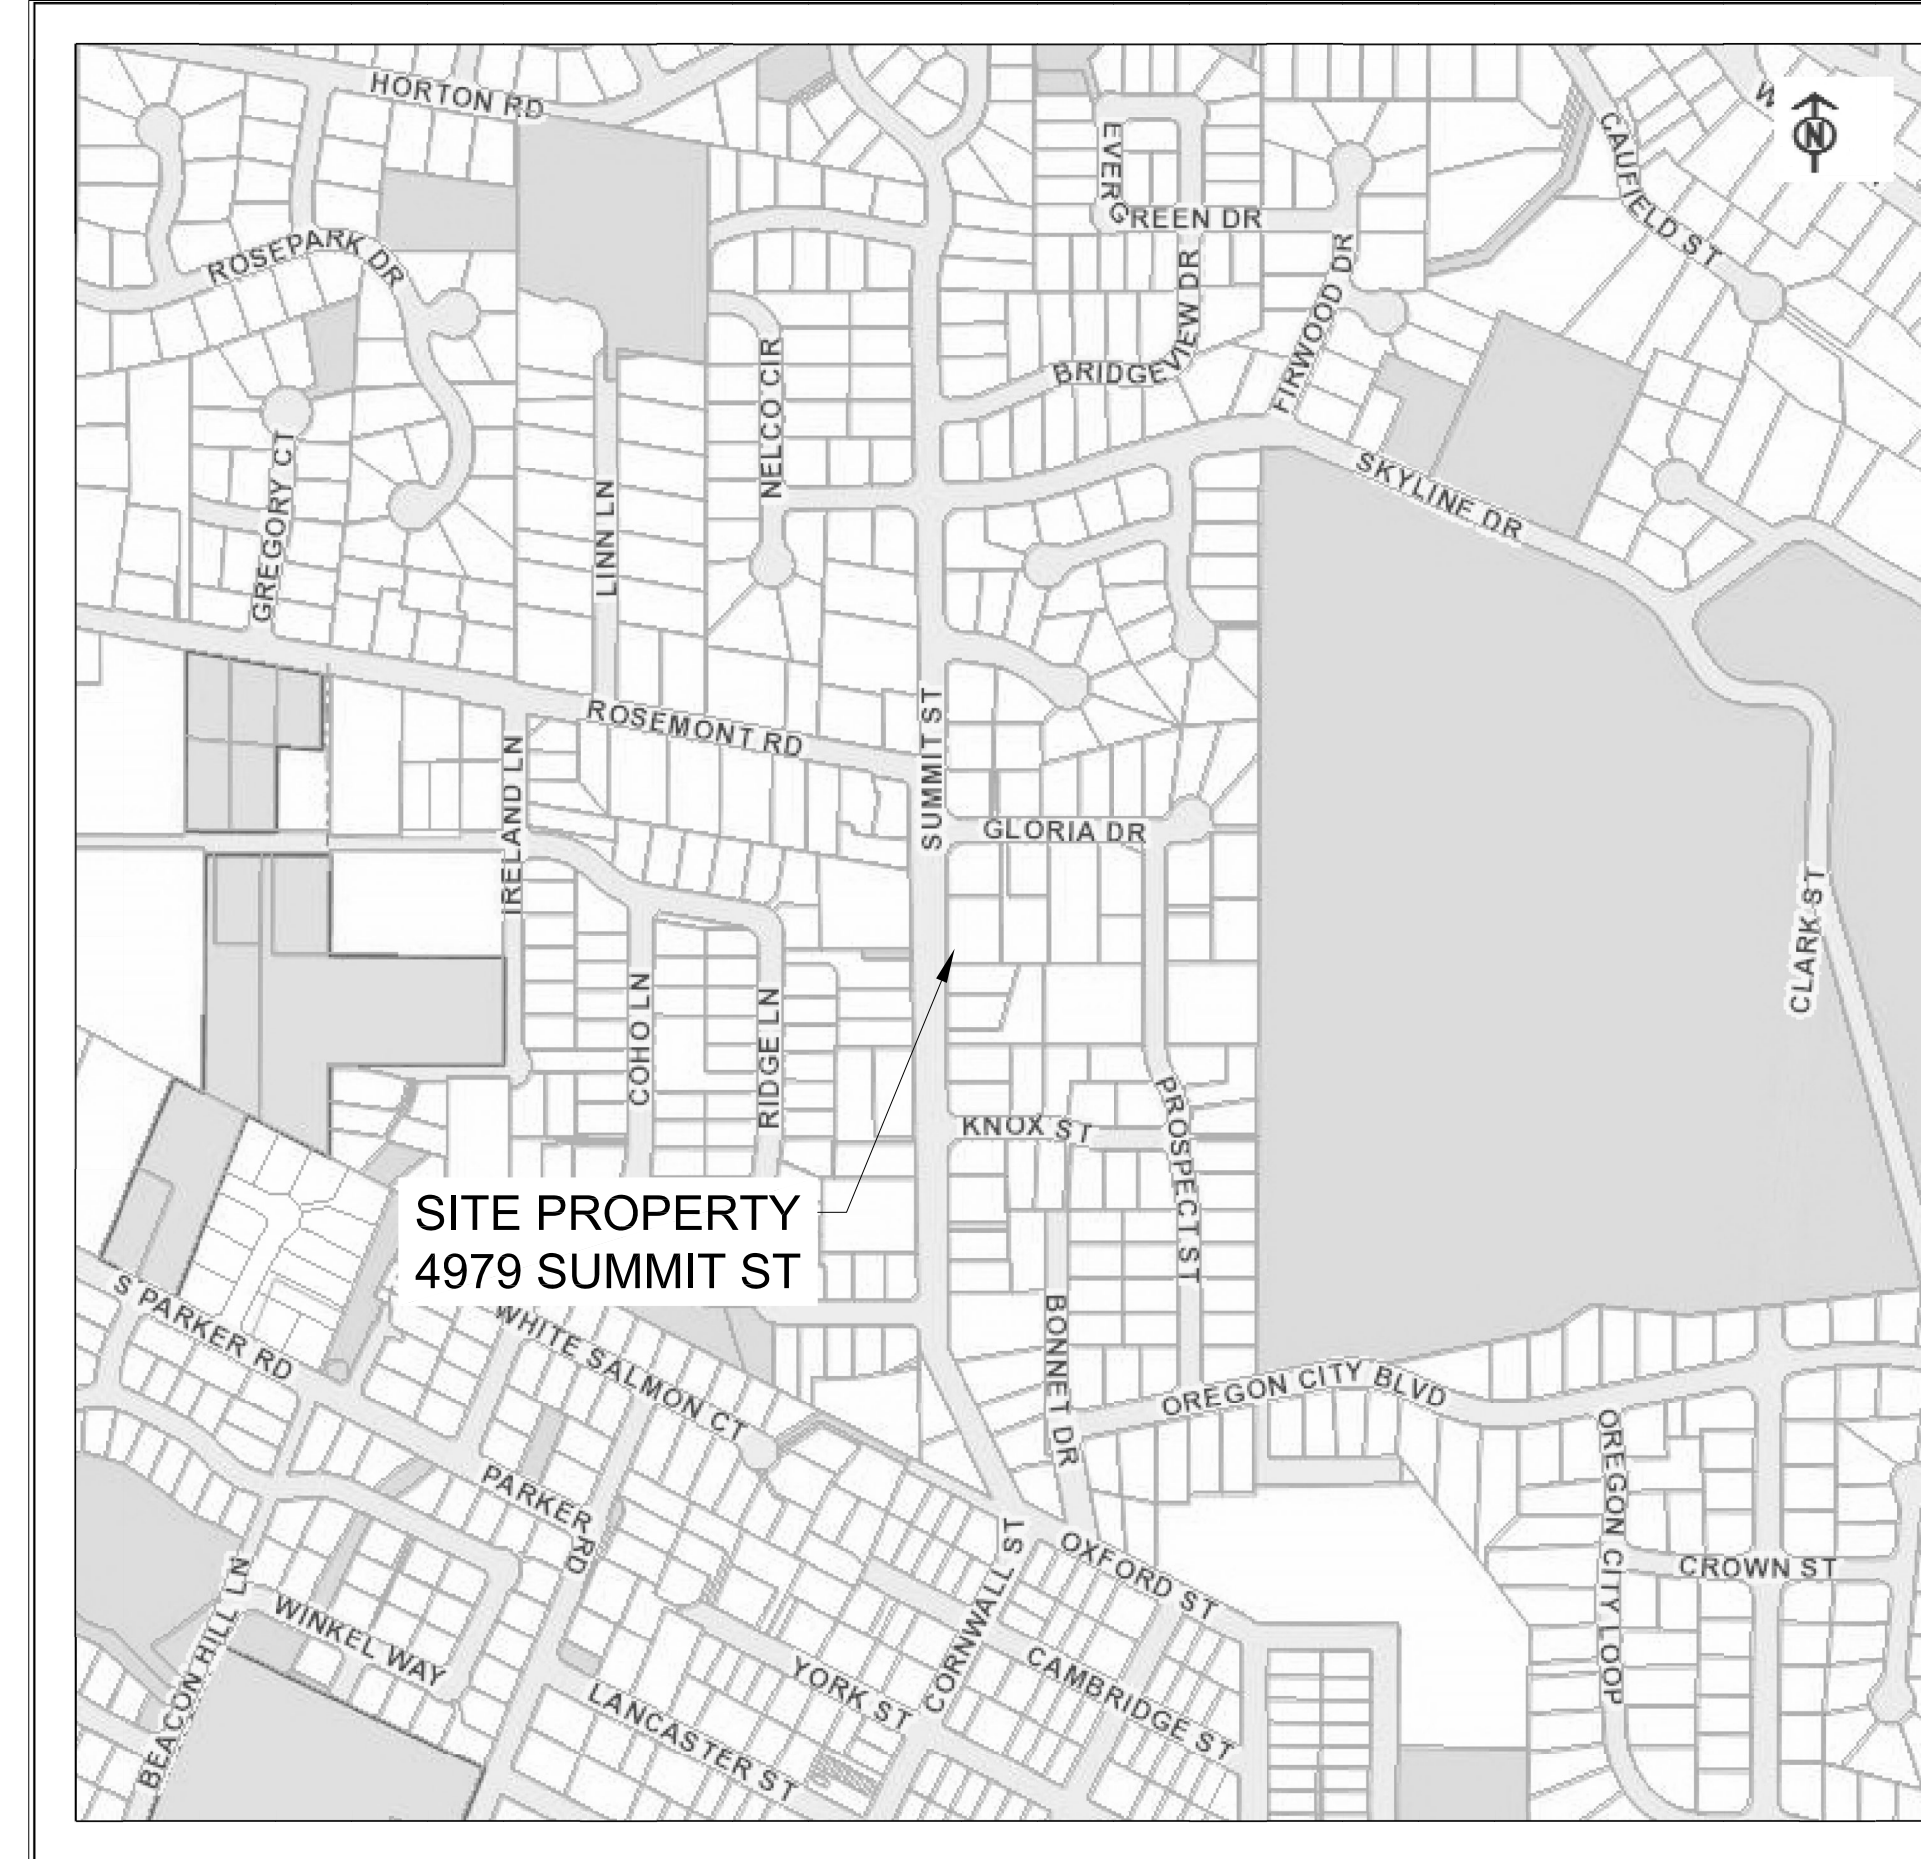 HORTON RD
W
N
CAUFIELD ST
EVERGREEN DR
ROSEPARK DR
BRIDGEVIEW DR
FIRWOOD DR
NELCO CIR
GREGORY CT
LINN LN
SKYLINE DR
ROSEMONT RD
SUMMIT ST
IRELAND LN
GLORIA DR
CLARK ST
COHO LN
RIDGE LN
KNOX ST
PROSPECT ST
SITE PROPERTY
4979 SUMMIT ST
S PARKER RD
WHITE SALMON CT
BONNET DR
OREGON CITY BLVD
PARKER RD
OREGON CITY LOOP
OXFORD ST
CROWN ST
CORNWALL ST
BEACON HILL LN
WINKEL WAY
YORK ST
CAMBRIDGE ST
LANCASTER ST